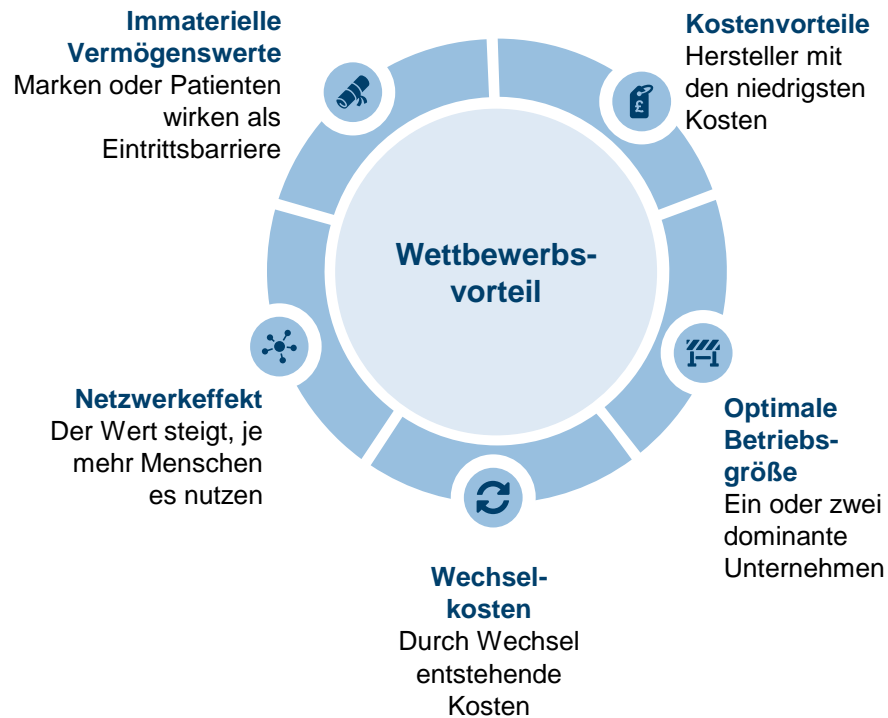 Immaterielle
Vermögenswerte
Marken oder Patienten
wirken als
Eintrittsbarriere
Kostenvorteile
Hersteller mit
den niedrigsten
Kosten
£
Wettbewerbs-
vorteil
Netzwerkeffekt
Der Wert steigt, je
mehr Menschen
es nutzen
Optimale
Betriebs-
größe
Ein oder zwei
dominante
Unternehmen
Wechsel-
kosten
Durch Wechsel
entstehende
Kosten